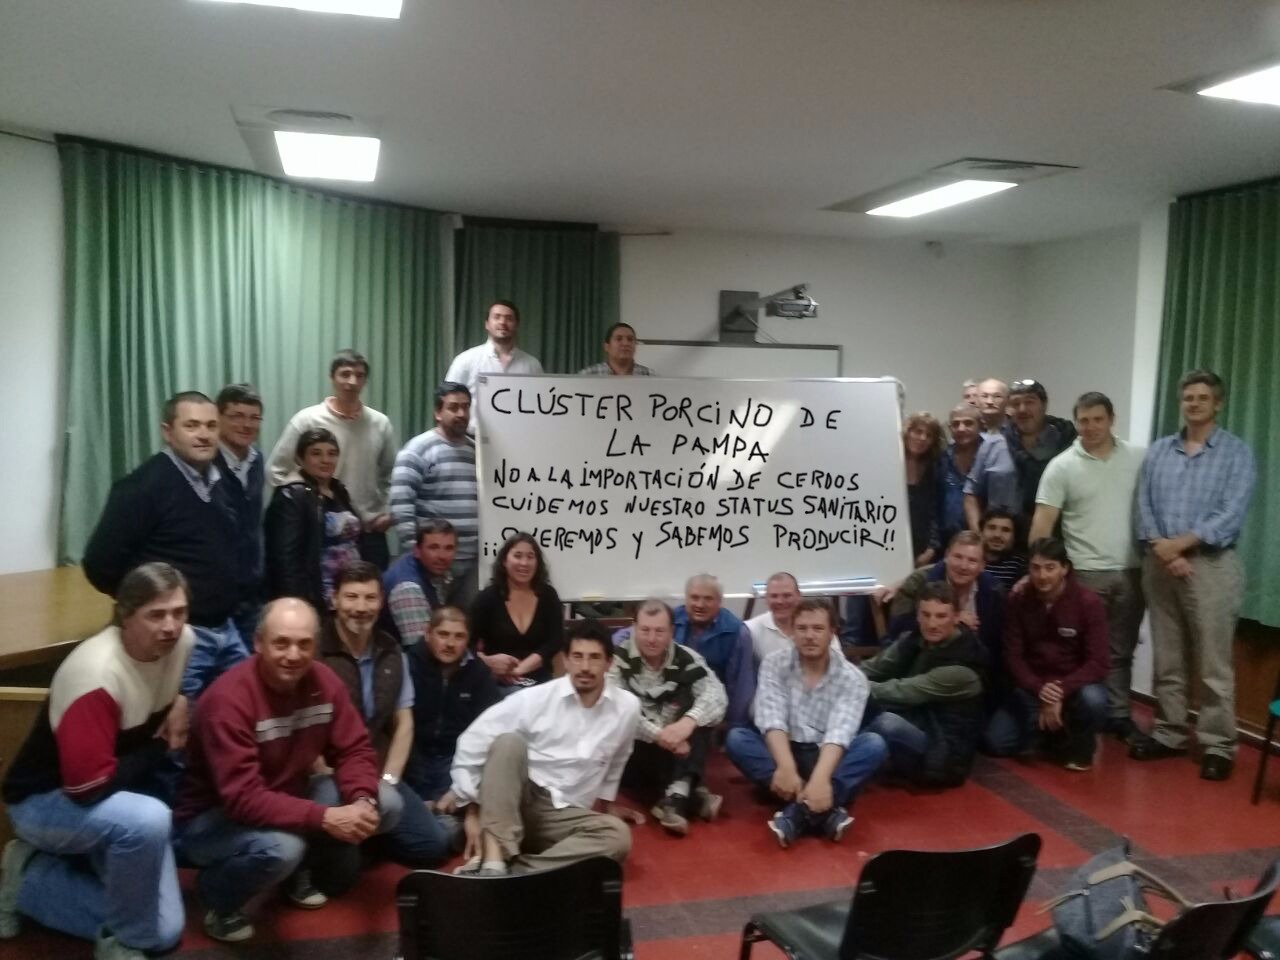 CLÚSTER PORCINO DE
LA PAMPA
NO A LA IMPORTACIÓN DE CERDOS
CUIDEMOS NUESTRO STATUS SANITARIO
¡¡QUEREMOS Y SABEMOS PRODUCIR!!